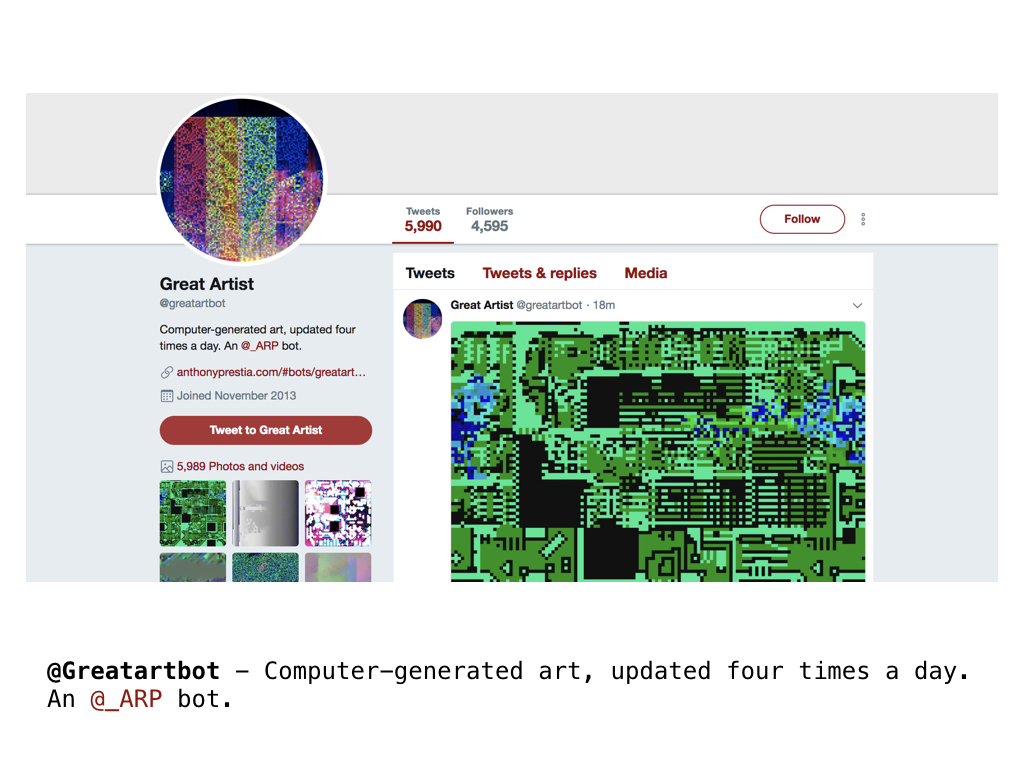 Tweets
5,990
Followers
4,595
Follow
Great Artist
@greatartbot
Computer-generated art, updated four
times a day. An @_ARP bot.
anthonyprestia.com/#bots/greatart...
Joined November 2013
Tweet to Great Artist
5,989 Photos and videos
Tweets Tweets & replies Media
Great Artist @greatartbot · 18m
@Greatartbot – Computer-generated art, updated four times a day.
An @_ARP bot.